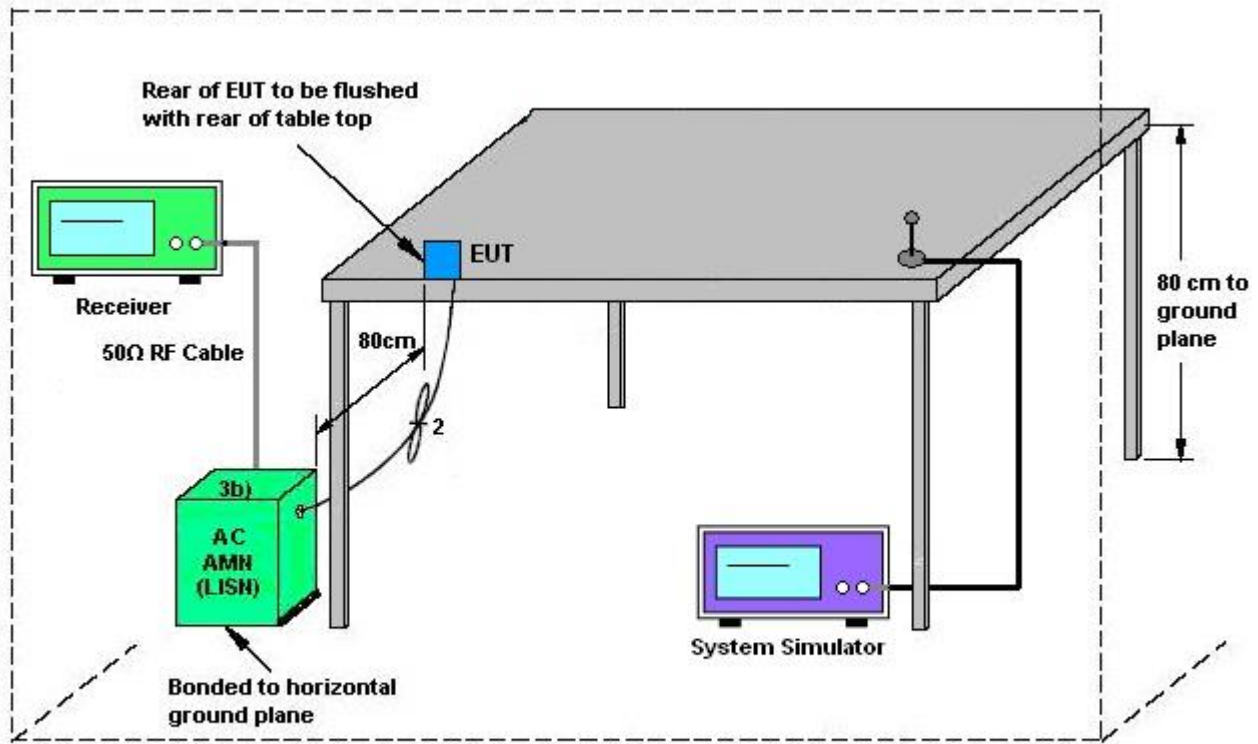 Rear of EUT to be flushed
with rear of table top
EUT
Receiver
50Ω RF Cable
80cm
80 cm to
ground
plane
2
3b)
AC
AMN
(LISN)
System Simulator
Bonded to horizontal
ground plane